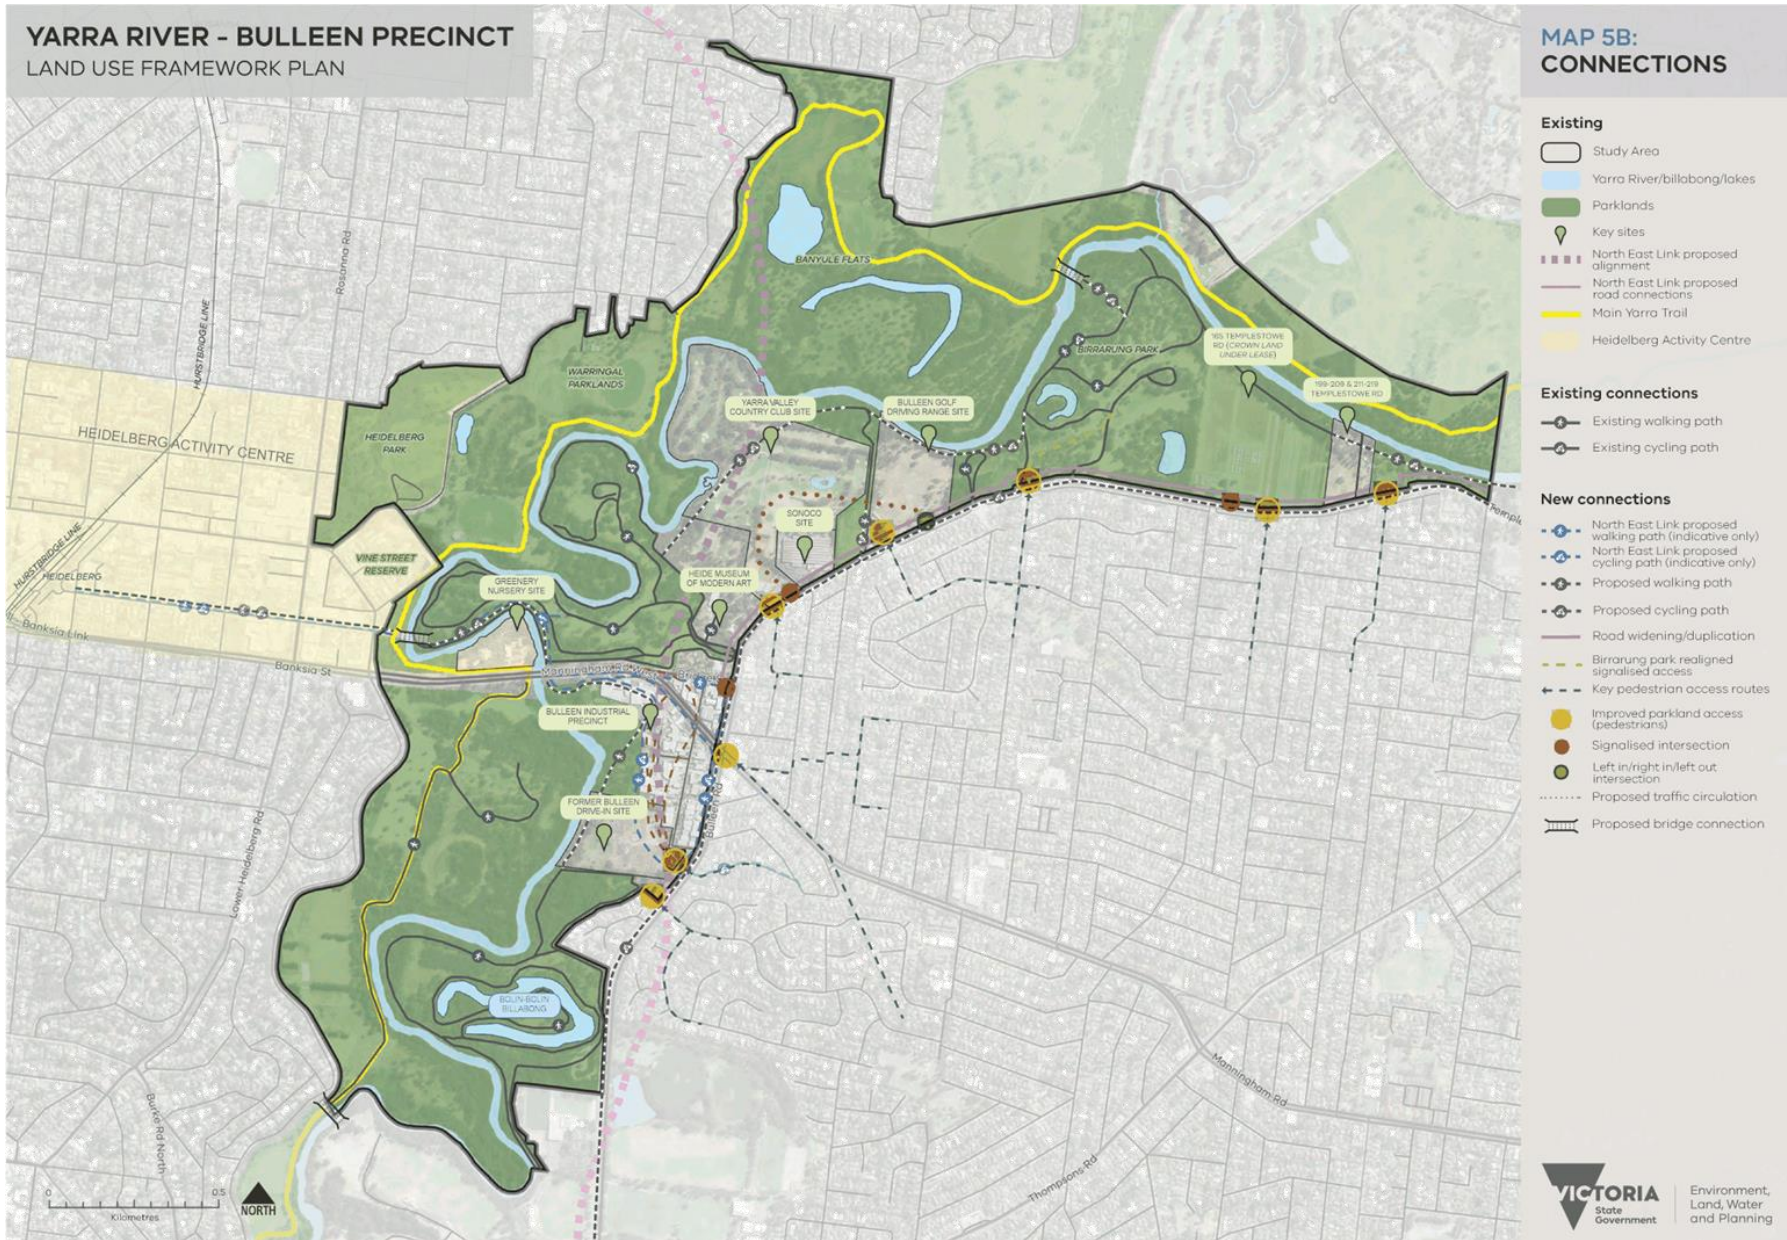 YARRA RIVER - BULLEEN PRECINCT
LAND USE FRAMEWORK PLAN
MAP 5B:
CONNECTIONS
Existing
Study Area
Yarra River/billabong/lakes
Parklands
Key sites
North East Link proposed
alignment
North East Link proposed
road connections
Main Yarra Trail
Heidelberg Activity Centre
Existing connections
Existing walking path
Existing cycling path
New connections
North East Link proposed
walking path (indicative only)
North East Link proposed
cycling path (indicative only)
Proposed walking path
Proposed cycling path
Road widening/duplication
Birrarung park realigned
signalised access
Key pedestrian access routes
Improved parkland access
(pedestrians)
Signalised intersection
Left in/right in/left out
intersection
Proposed traffic circulation
Proposed bridge connection
VICTORIA
State
Government
Environment,
Land, Water
and Planning
Rosanna Rd
HURSTBRIDGE LINE
BANYULE FLATS
BIRRARUNG PARK
165 TEMPLESTOWE
RD (CROWN LAND
UNDER LEASE)
199-209 & 211-219
TEMPLESTOWE RD
WARRINGAL
PARKLANDS
YARRA VALLEY
COUNTRY CLUB SITE
BULLEEN GOLF
DRIVING RANGE SITE
HEIDELBERG ACTIVITY CENTRE
HEIDELBERG
PARK
SONOCO
SITE
HURSTBRIDGE LINE
VINE STREET
RESERVE
HEIDELBERG
GREENERY
NURSERY SITE
HEIDE MUSEUM
OF MODERN ART
Banksia Link
Banksia St
Manningham Rd West
BULLEEN INDUSTRIAL
PRECINCT
FORMER BULLEEN
DRIVE-IN SITE
Bulleen Rd
Lower Heidelberg Rd
BOLIN-BOLIN
BILLABONG
Manningham Rd
Burke Rd North
Thompsons Rd
0
0.5
Kilometres
NORTH